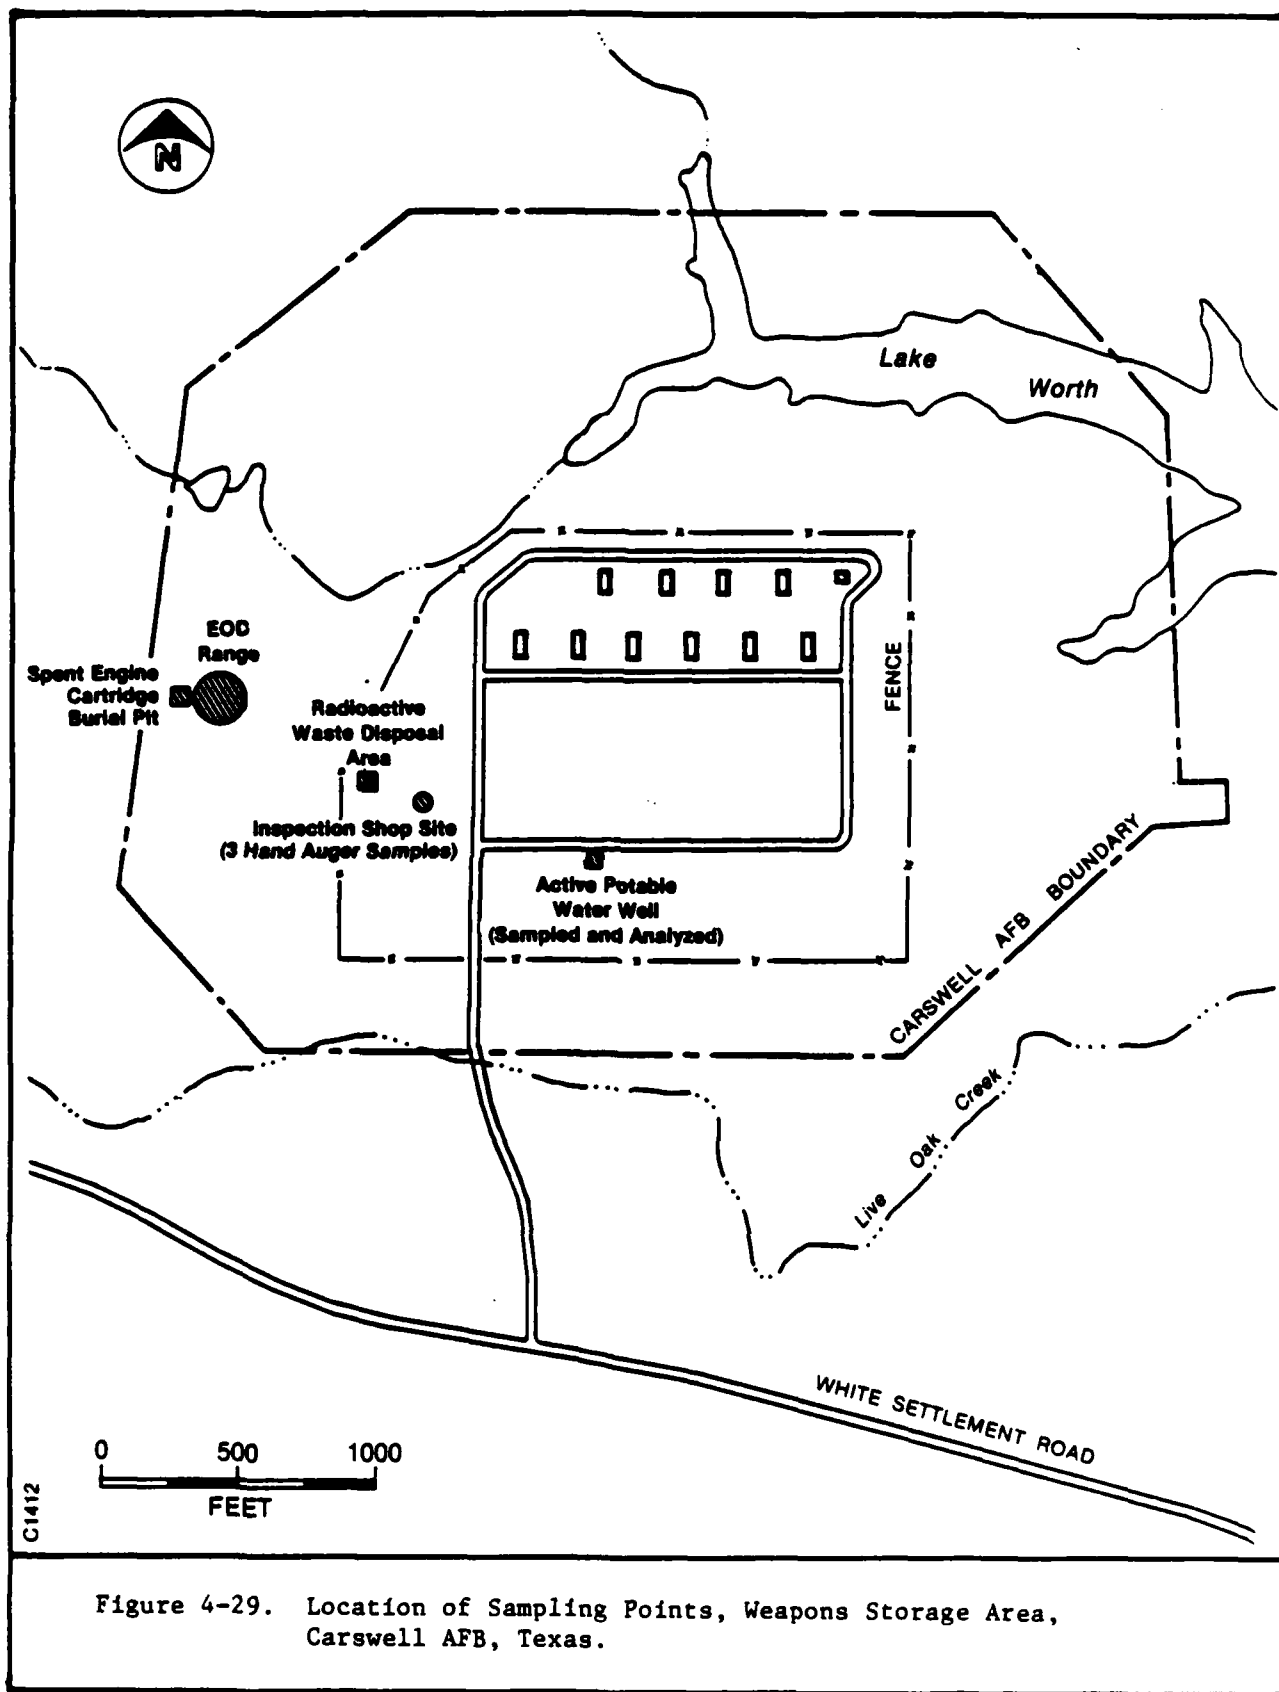 N
Lake
Worth
EOD
Range
Spent Engine
Cartridge
Burial Pit
FENCE
Radioactive
Waste Disposal
Area
Inspection Shop Site
(3 Hand Auger Samples)
Active Potable
Water Well
(Sampled and Analyzed)
CARSWELL AFB BOUNDARY
Live Oak Creek
WHITE SETTLEMENT ROAD
0 500 1000
FEET
C1412
Figure 4-29. Location of Sampling Points, Weapons Storage Area,
Carswell AFB, Texas.